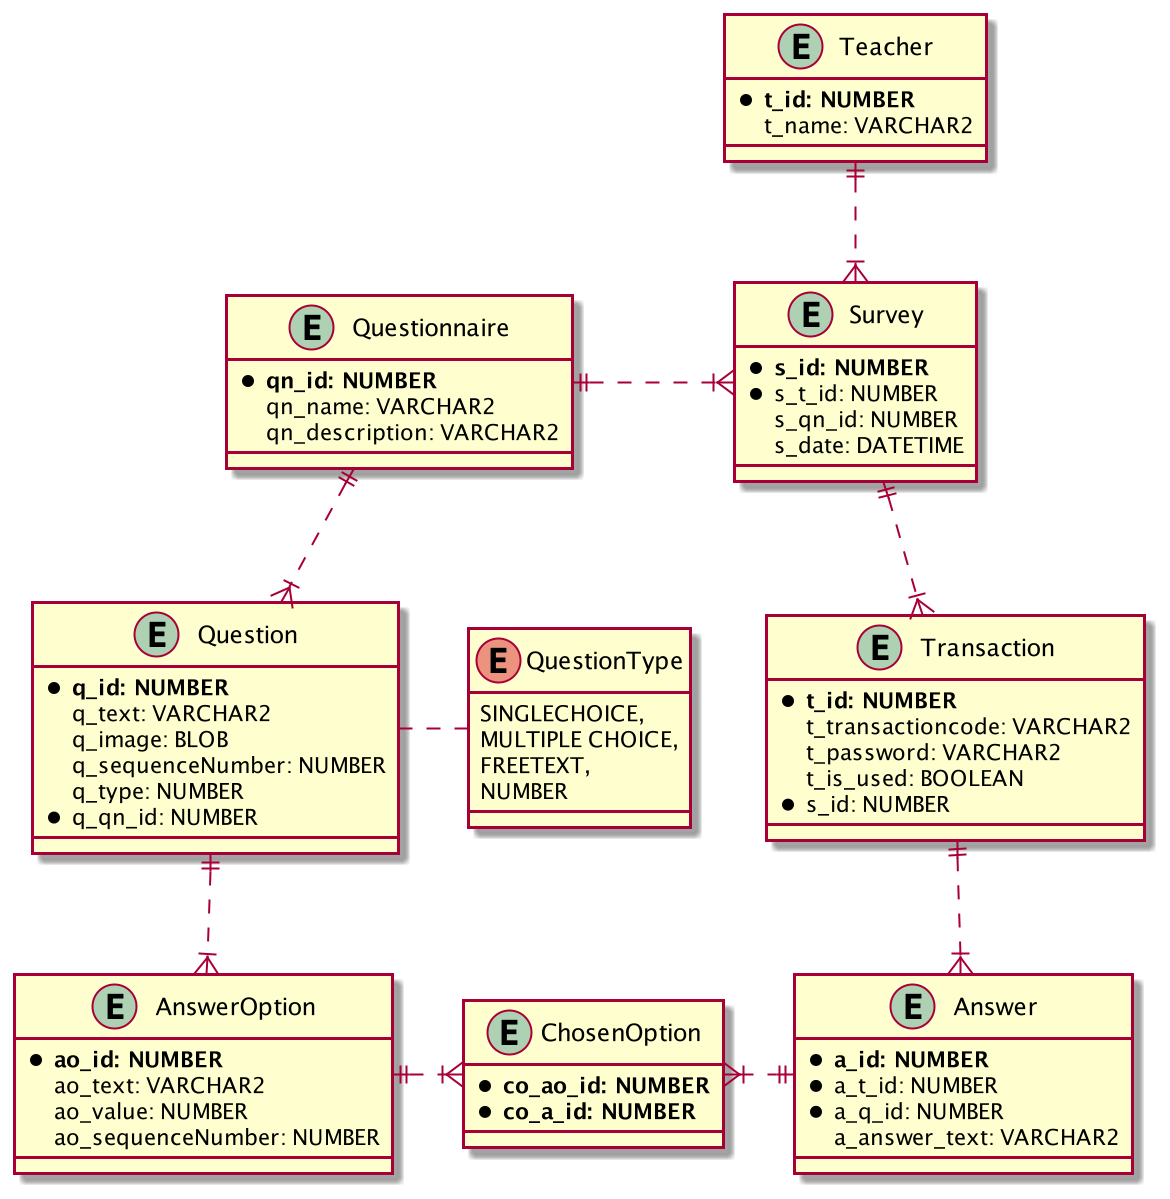 E Teacher
t_id: NUMBER
t_name: VARCHAR2
E Questionnaire
qn_id: NUMBER
qn_name: VARCHAR2
qn_description: VARCHAR2
E Survey
s_id: NUMBER
s_t_id: NUMBER
s_qn_id: NUMBER
s_date: DATETIME
E Question
q_id: NUMBER
q_text: VARCHAR2
q_image: BLOB
q_sequenceNumber: NUMBER
q_type: NUMBER
q_qn_id: NUMBER
E QuestionType
SINGLECHOICE,
MULTIPLE CHOICE,
FREETEXT,
NUMBER
E Transaction
t_id: NUMBER
t_transactioncode: VARCHAR2
t_password: VARCHAR2
t_is_used: BOOLEAN
s_id: NUMBER
E AnswerOption
ao_id: NUMBER
ao_text: VARCHAR2
ao_value: NUMBER
ao_sequenceNumber: NUMBER
E ChosenOption
co_ao_id: NUMBER
co_a_id: NUMBER
E Answer
a_id: NUMBER
a_t_id: NUMBER
a_q_id: NUMBER
a_answer_text: VARCHAR2